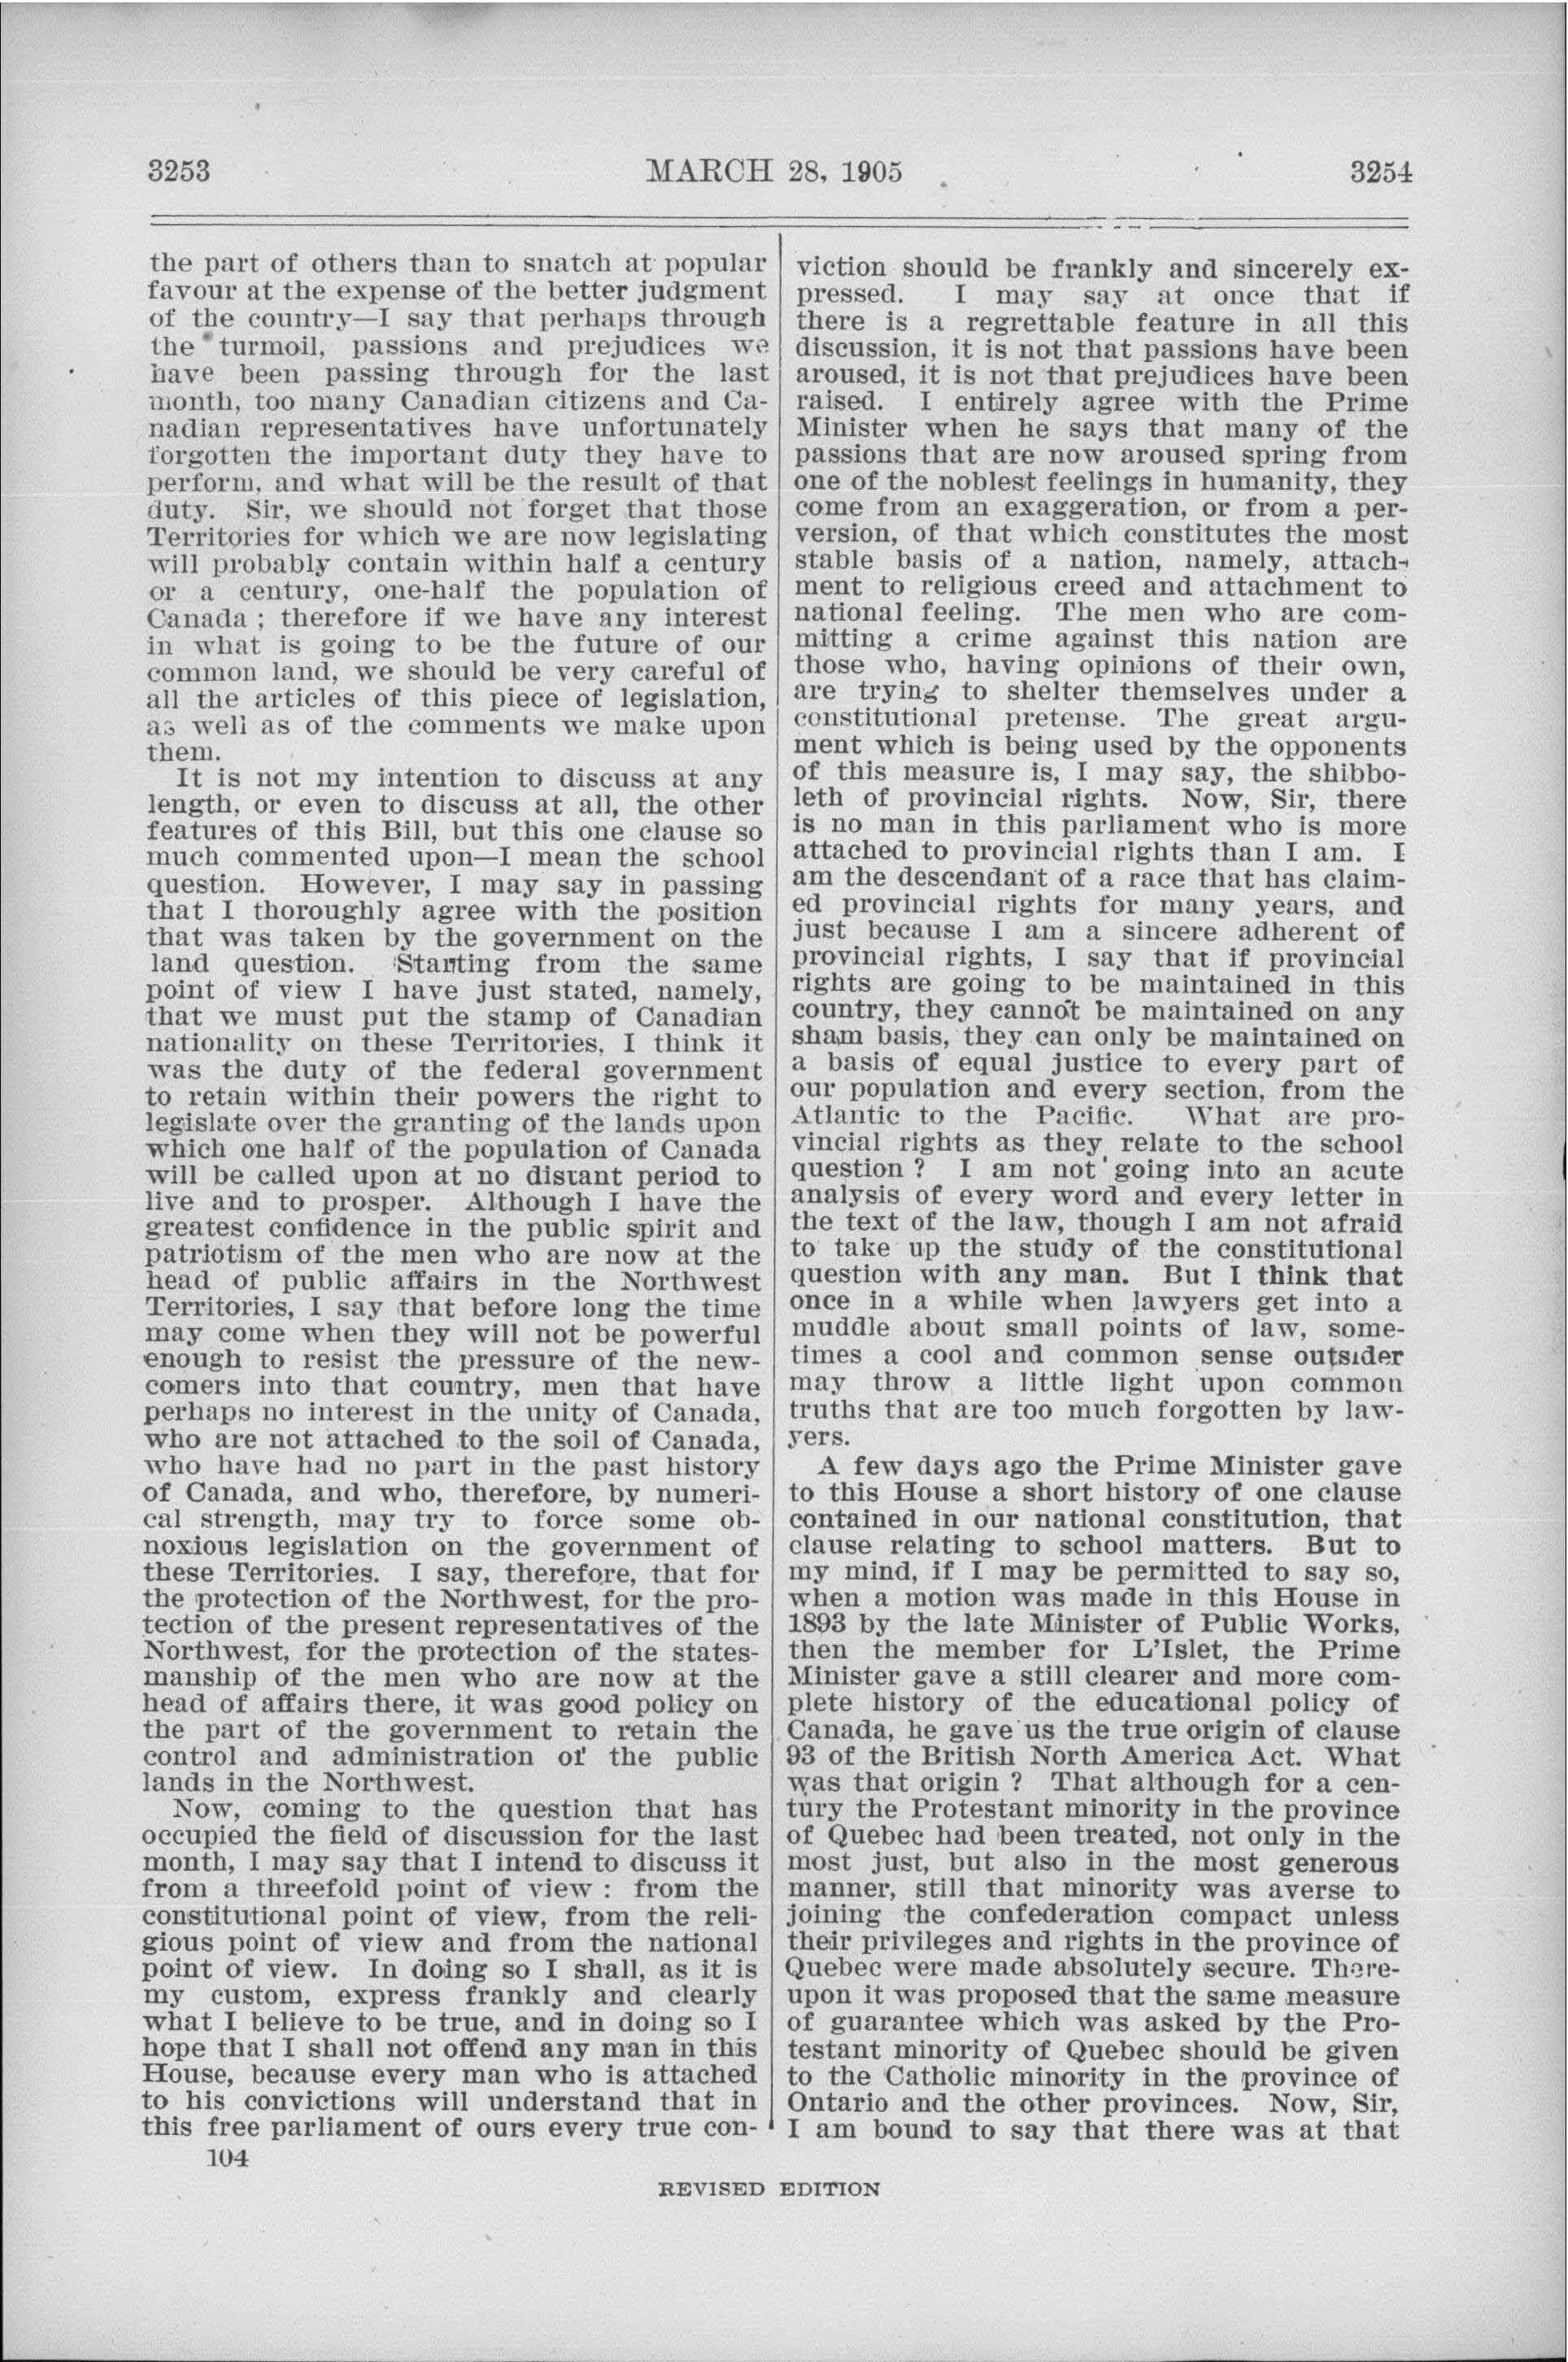 3253
MARCH 28, 1905
3254
the part of others than to snatch at popular
favour at the expense of the better judgment
of the country—I say that perhaps through
the turmoil, passions and prejudices we
have been passing through for the last
month, too many Canadian citizens and Ca-
nadian representatives have unfortunately
forgotten the important duty they have to
perform, and what will be the result of that
duty. Sir, we should not forget that those
Territories for which we are now legislating
will probably contain within half a century
or a century, one-half the population of
Canada ; therefore if we have any interest
in what is going to be the future of our
common land, we should be very careful of
all the articles of this piece of legislation,
as well as of the comments we make upon
them.
It is not my intention to discuss at any
length, or even to discuss at all, the other
features of this Bill, but this one clause so
much commented upon—I mean the school
question. However, I may say in passing
that I thoroughly agree with the position
that was taken by the government on the
land question. Starting from the same
point of view I have just stated, namely,
that we must put the stamp of Canadian
nationality on these Territories, I think it
was the duty of the federal government
to retain within their powers the right to
legislate over the granting of the lands upon
which one half of the population of Canada
will be called upon at no distant period to
live and to prosper. Although I have the
greatest confidence in the public spirit and
patriotism of the men who are now at the
head of public affairs in the Northwest
Territories, I say that before long the time
may come when they will not be powerful
enough to resist the pressure of the new-
comers into that country, men that have
perhaps no interest in the unity of Canada,
who are not attached to the soil of Canada,
who have had no part in the past history
of Canada, and who, therefore, by numeri-
cal strength, may try to force some ob-
noxious legislation on the government of
these Territories. I say, therefore, that for
the protection of the Northwest, for the pro-
tection of the present representatives of the
Northwest, for the protection of the states-
manship of the men who are now at the
head of affairs there, it was good policy on
the part of the government to retain the
control and administration of the public
lands in the Northwest.
Now, coming to the question that has
occupied the field of discussion for the last
month, I may say that I intend to discuss it
from a threefold point of view : from the
constitutional point of view, from the reli-
gious point of view and from the national
point of view. In doing so I shall, as it is
my custom, express frankly and clearly
what I believe to be true, and in doing so I
hope that I shall not offend any man in this
House, because every man who is attached
to his convictions will understand that in
this free parliament of ours every true con-
104
viction should be frankly and sincerely ex-
pressed. I may say at once that if
there is a regrettable feature in all this
discussion, it is not that passions have been
aroused, it is not that prejudices have been
raised. I entirely agree with the Prime
Minister when he says that many of the
passions that are now aroused spring from
one of the noblest feelings in humanity, they
come from an exaggeration, or from a per-
version, of that which constitutes the most
stable basis of a nation, namely, attach-
ment to religious creed and attachment to
national feeling. The men who are com-
mitting a crime against this nation are
those who, having opinions of their own,
are trying to shelter themselves under a
constitutional pretense. The great argu-
ment which is being used by the opponents
of this measure is, I may say, the shibbo-
leth of provincial rights. Now, Sir, there
is no man in this parliament who is more
attached to provincial rights than I am. I
am the descendant of a race that has claim-
ed provincial rights for many years, and
just because I am a sincere adherent of
provincial rights, I say that if provincial
rights are going to be maintained in this
country, they cannot be maintained on any
sham basis, they can only be maintained on
a basis of equal justice to every part of
our population and every section, from the
Atlantic to the Pacific. What are pro-
vincial rights as they relate to the school
question ? I am not going into an acute
analysis of every word and every letter in
the text of the law, though I am not afraid
to take up the study of the constitutional
question with any man. But I think that
once in a while when lawyers get into a
muddle about small points of law, some-
times a cool and common sense outsider
may throw a little light upon common
truths that are too much forgotten by law-
yers.
A few days ago the Prime Minister gave
to this House a short history of one clause
contained in our national constitution, that
clause relating to school matters. But to
my mind, if I may be permitted to say so,
when a motion was made in this House in
1893 by the late Minister of Public Works,
then the member for L'Islet, the Prime
Minister gave a still clearer and more com-
plete history of the educational policy of
Canada, he gave us the true origin of clause
93 of the British North America Act. What
was that origin ? That although for a cen-
tury the Protestant minority in the province
of Quebec had been treated, not only in the
most just, but also in the most generous
manner, still that minority was averse to
joining the confederation compact unless
their privileges and rights in the province of
Quebec were made absolutely secure. There-
upon it was proposed that the same measure
of guarantee which was asked by the Pro-
testant minority of Quebec should be given
to the Catholic minority in the province of
Ontario and the other provinces. Now, Sir,
I am bound to say that there was at that
REVISED EDITION